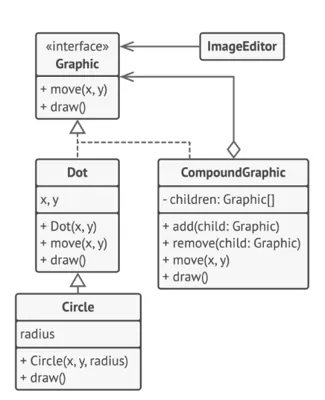 «interface»
Graphic
+ move(x, y)
+ draw()
ImageEditor
Dot
x, y
+ Dot(x, y)
+ move(x, y)
+ draw()
CompoundGraphic
- children: Graphic[]
+ add(child: Graphic)
+ remove(child: Graphic)
+ move(x, y)
+ draw()
Circle
radius
+ Circle(x, y, radius)
+ draw()